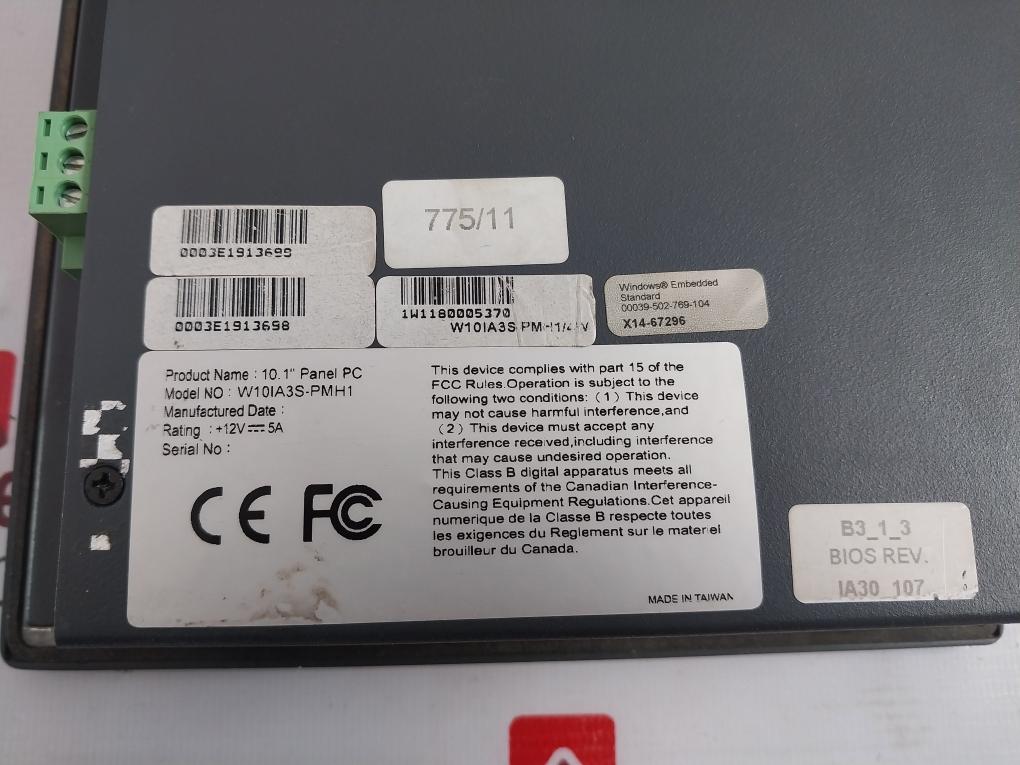 0003E1913699
775/11
0003E1913698
1W1180005370
W10IA3S-PMH1/4
Windows® Embedded
Standard
00039-502-769-104
X14-67296
Product Name : 10.1" Panel PC
Model NO : W10IA3S-PMH1
Manufactured Date :
Rating : +12V⎓5A
Serial No :
CE FC
This device complies with part 15 of the
FCC Rules.Operation is subject to the
following two conditions: (1) This device
may not cause harmful interference,and
(2) This device must accept any
interference received,including interference
that may cause undesired operation.
This Class B digital apparatus meets all
requirements of the Canadian Interference-
Causing Equipment Regulations.Cet appareil
numerique de la Classe B respecte toutes
les exigences du Reglement sur le materiel
brouilleur du Canada.
MADE IN TAIWAN
B3_1_3
BIOS REV.
IA30_107